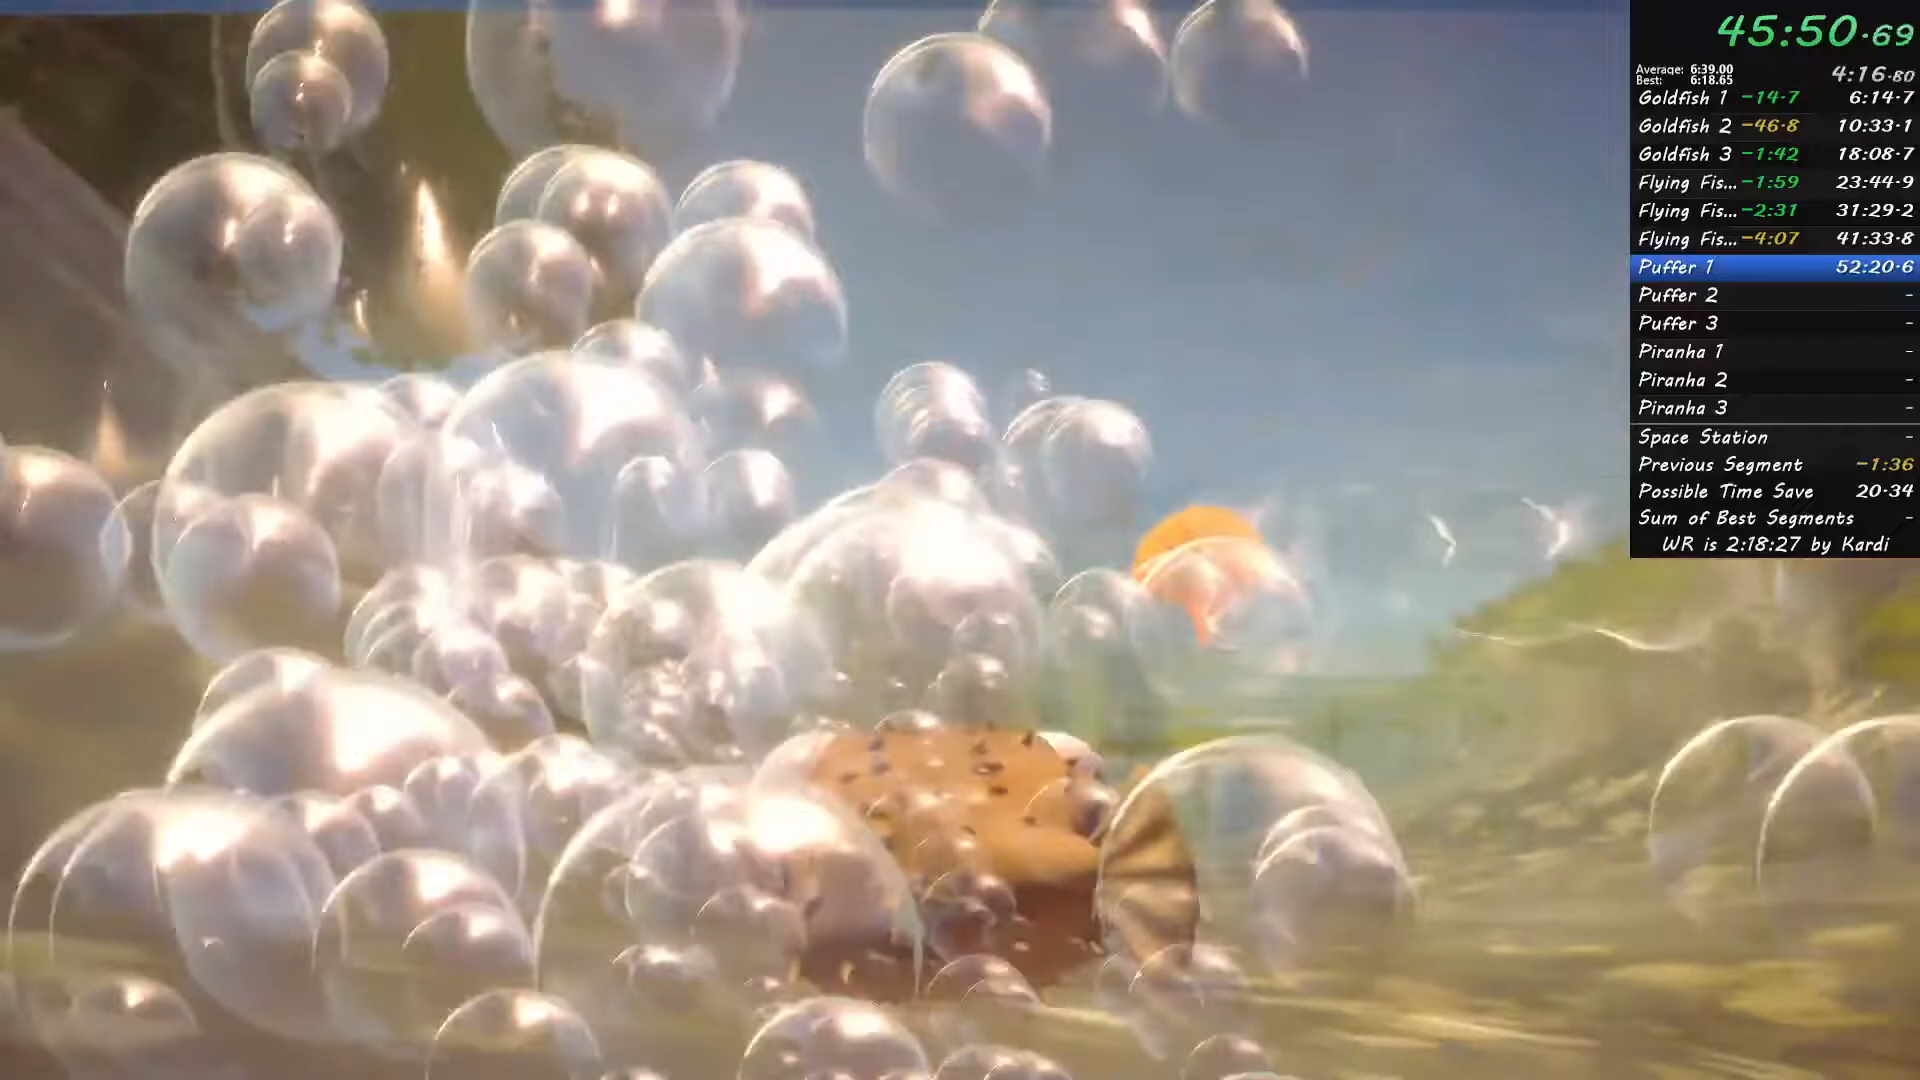 45:50.69
Average: 6:39.00 4:16.80
Best: 6:18.65
Goldfish 1 -14.7 6:14.7
Goldfish 2 -46.8 10:33.1
Goldfish 3 -1:42 18:08.7
Flying Fis... -1:59 23:44.9
Flying Fis... -2:31 31:29.2
Flying Fis... -4:07 41:33.8
Puffer 1 52:20.6
Puffer 2 -
Puffer 3 -
Piranha 1 -
Piranha 2 -
Piranha 3 -
Space Station -
Previous Segment -1:36
Possible Time Save 20.34
Sum of Best Segments -
WR is 2:18:27 by Kardi